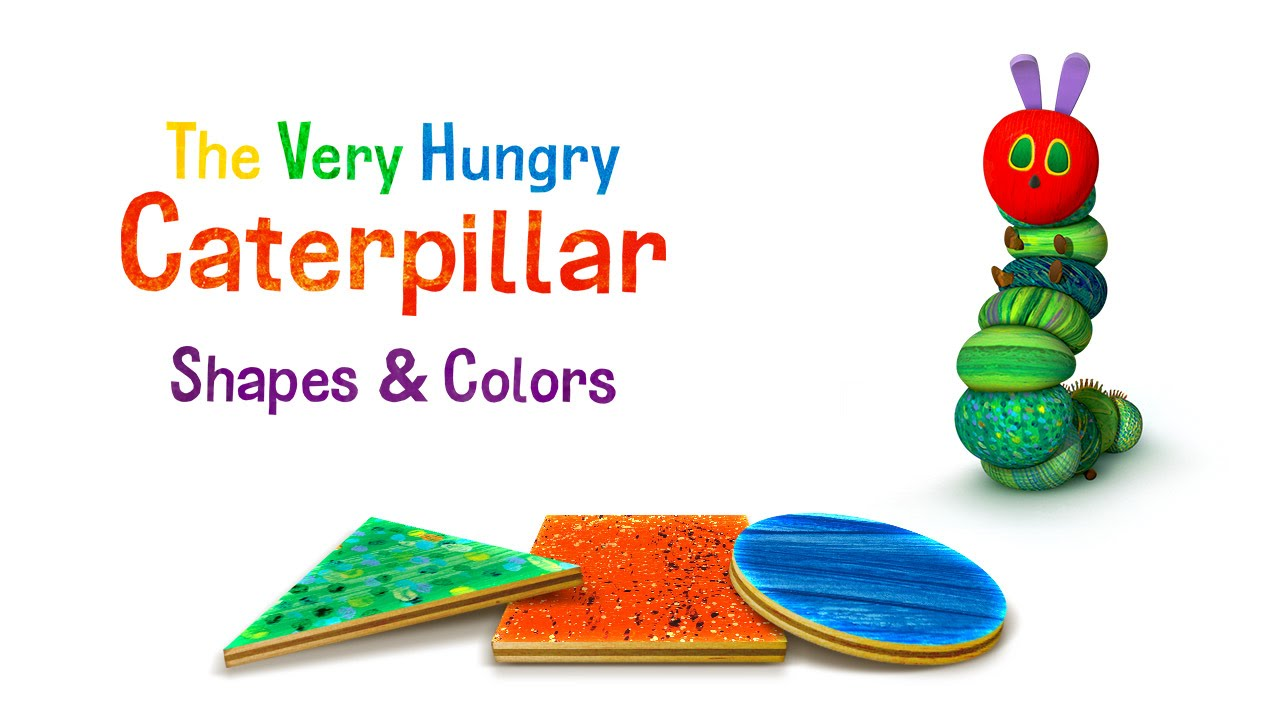 The Very Hungry
Caterpillar
Shapes & Colors